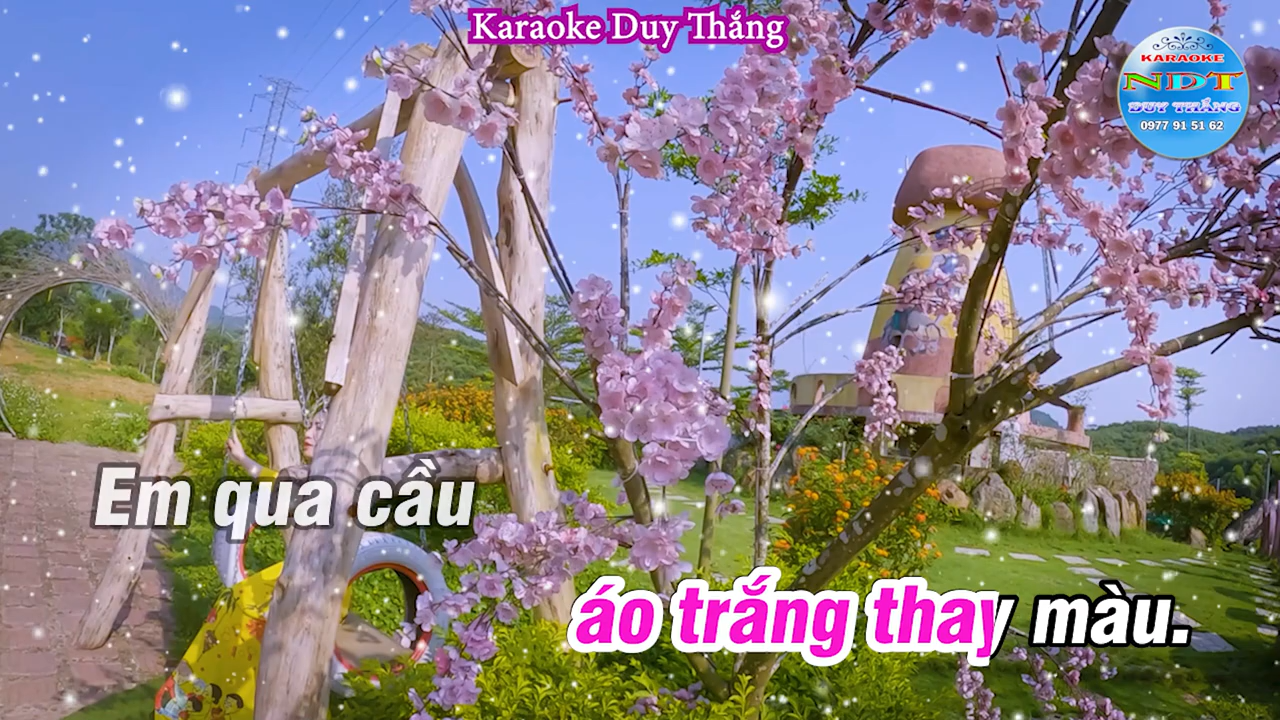 Karaoke Duy Thắng
KARAOKE
NDT
DUY THẮNG
0977 91 51 62
Em qua cầu
áo trắng thay màu.